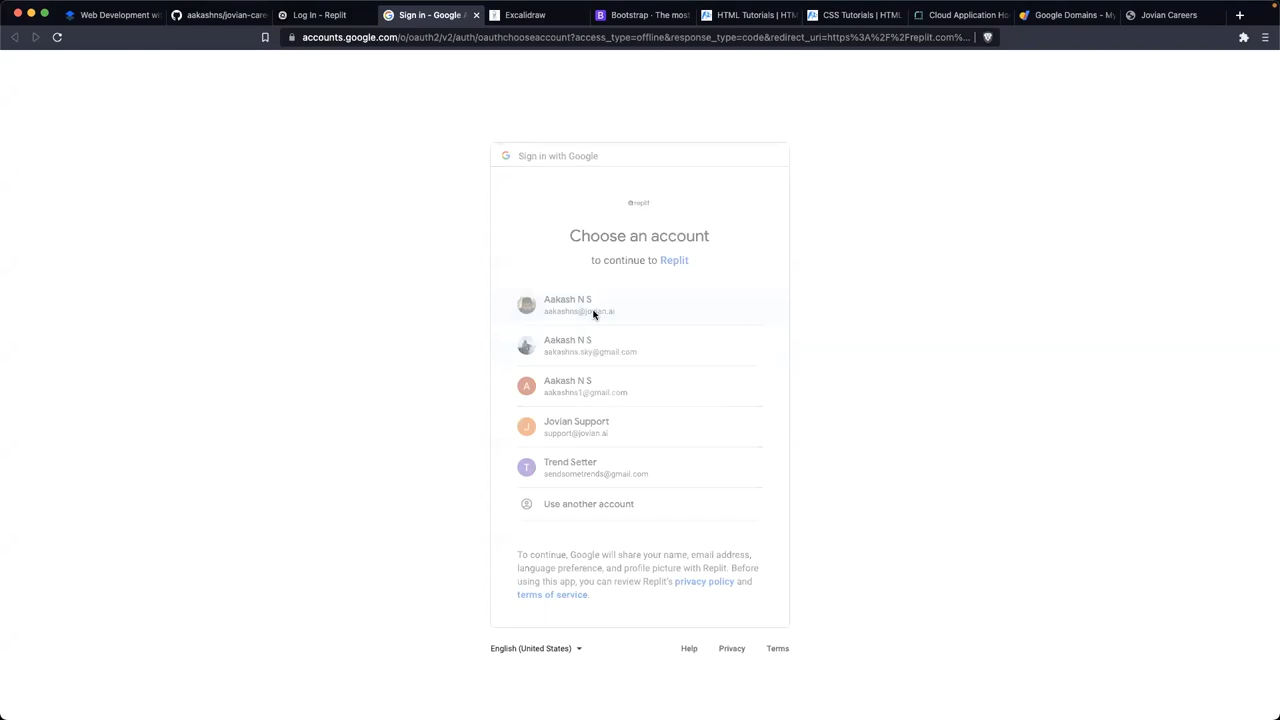 Web Development wi
aakashns/jovian-care
Log In - Replit
Sign in - Google A
Excalidraw
Bootstrap · The most
HTML Tutorials | HTM
CSS Tutorials | HTML
Cloud Application Ho
Google Domains - My
Jovian Careers
accounts.google.com/o/oauth2/v2/auth/oauthchooseaccount?access_type=offline&response_type=code&redirect_uri=https%3A%2F%2Freplit.com%...
Sign in with Google
replit
Choose an account
to continue to Replit
Aakash N S
aakashns@jovian.ai
Aakash N S
aakashns.sky@gmail.com
Aakash N S
A
aakashns1@gmail.com
Jovian Support
J
support@jovian.ai
Trend Setter
T
sendsometrends@gmail.com
Use another account
To continue, Google will share your name, email address,
language preference, and profile picture with Replit. Before
using this app, you can review Replit's privacy policy and
terms of service.
English (United States)
Help Privacy Terms